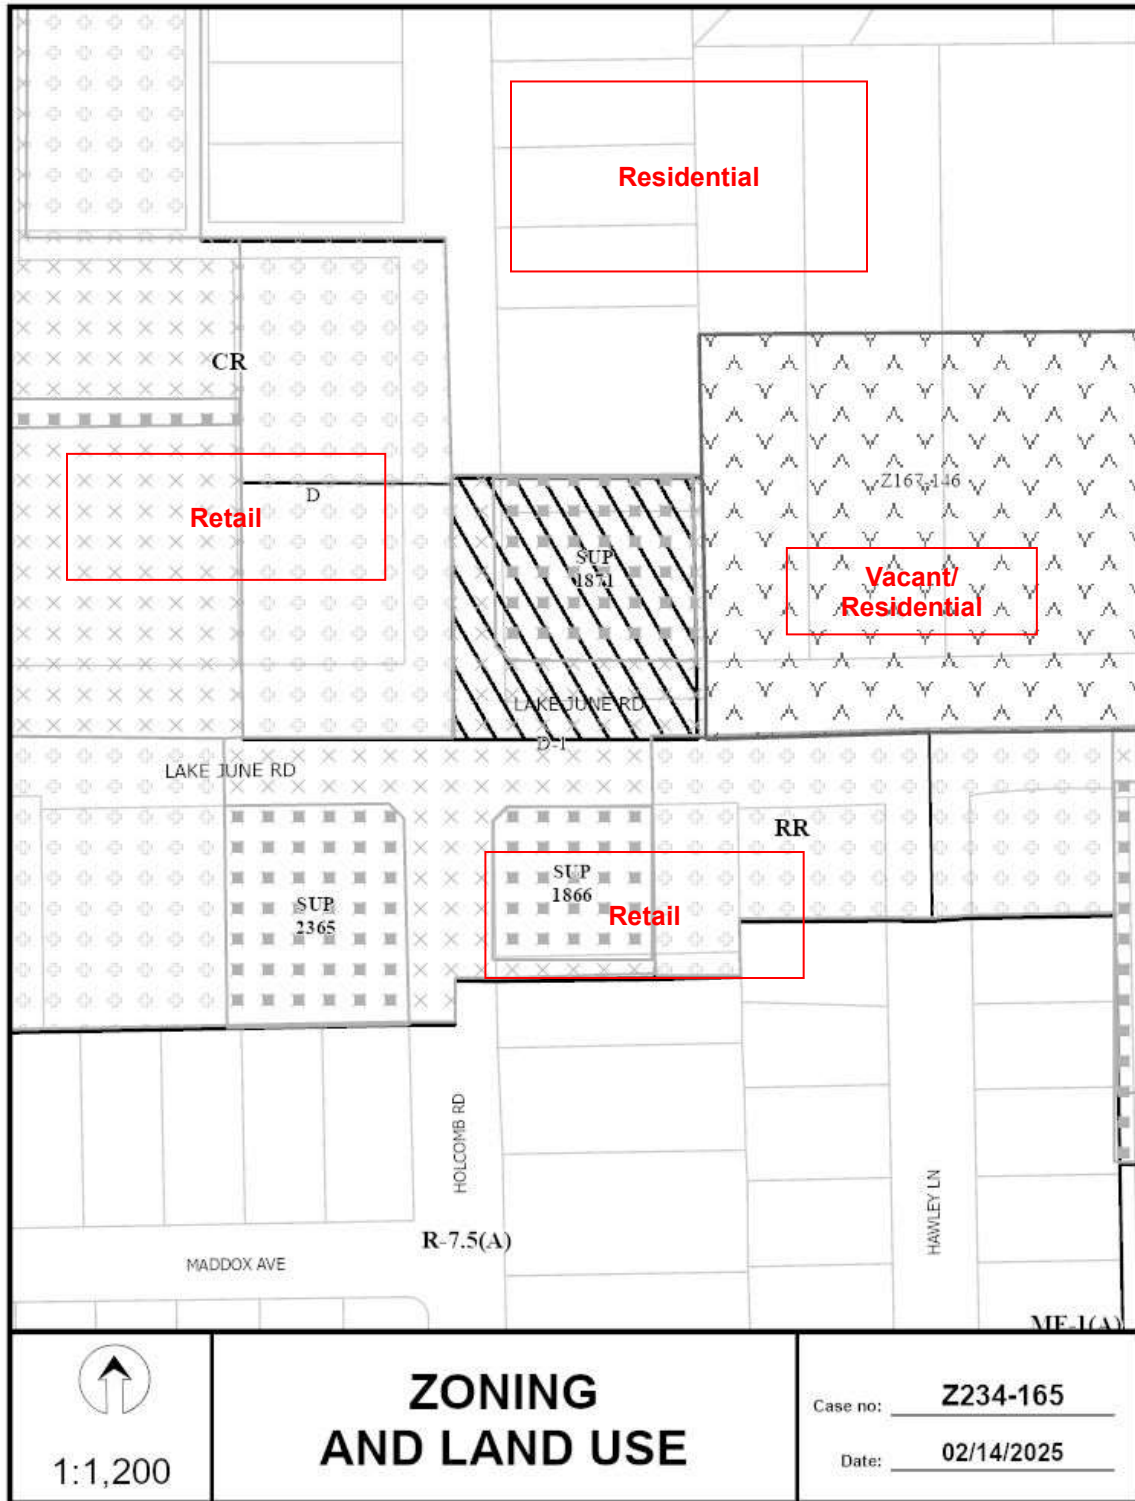 Residential
CR
Z167-146
D
Retail
SUP
1871
Vacant/
Residential
LAKE JUNE RD
D-1
LAKE JUNE RD
RR
SUP
1866
SUP
2365
Retail
HOLCOMB RD
HAWLEY LN
R-7.5(A)
MADDOX AVE
MF-1(A)
1:1,200
ZONING
AND LAND USE
Case no: Z234-165
Date: 02/14/2025